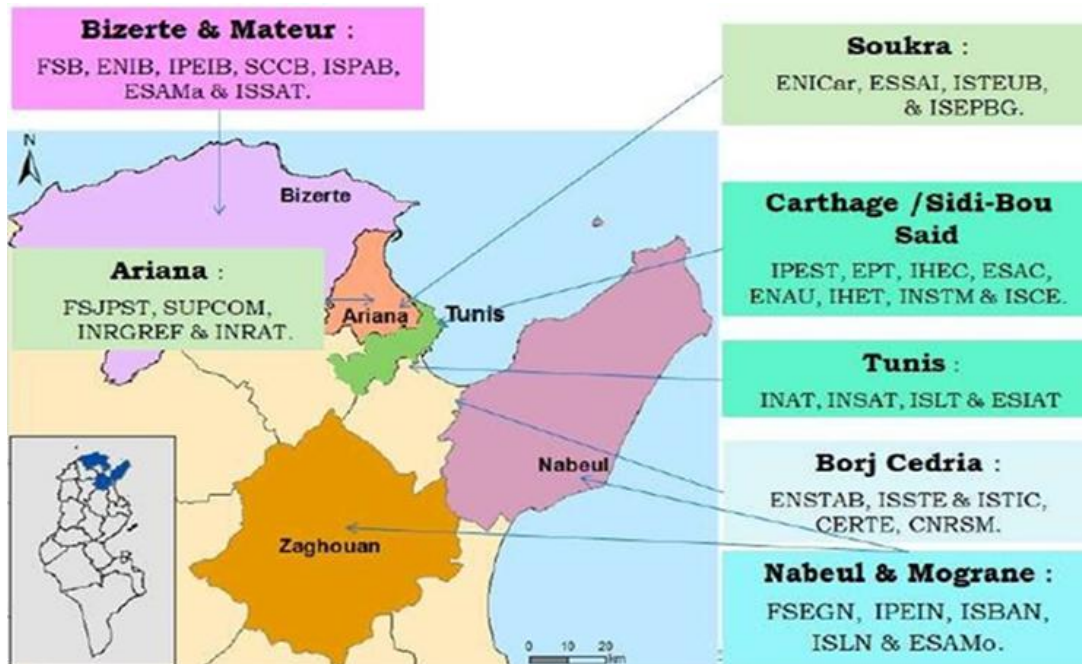 Bizerte & Mateur :
FSB, ENIB, IPEIB, SCCB, ISPAB,
ESAMa & ISSAT.
Soukra :
ENICar, ESSAI, ISTEUB,
& ISEPBG.
N
Bizerte
Carthage /Sidi-Bou
Said
IPEST, EPT, IHEC, ESAC,
ENAU, IHET, INSTM & ISCE.
Ariana :
FSJPST, SUPCOM,
INRGREF & INRAT.
Ariana
Tunis
Tunis :
INAT, INSAT, ISLT & ESIAT
Nabeul
Borj Cedria :
ENSTAB, ISSTE & ISTIC,
CERTE, CNRSM.
Zaghouan
Nabeul & Mograne :
FSEGN, IPEIN, ISBAN,
ISLN & ESAMo.
0 10 20
km